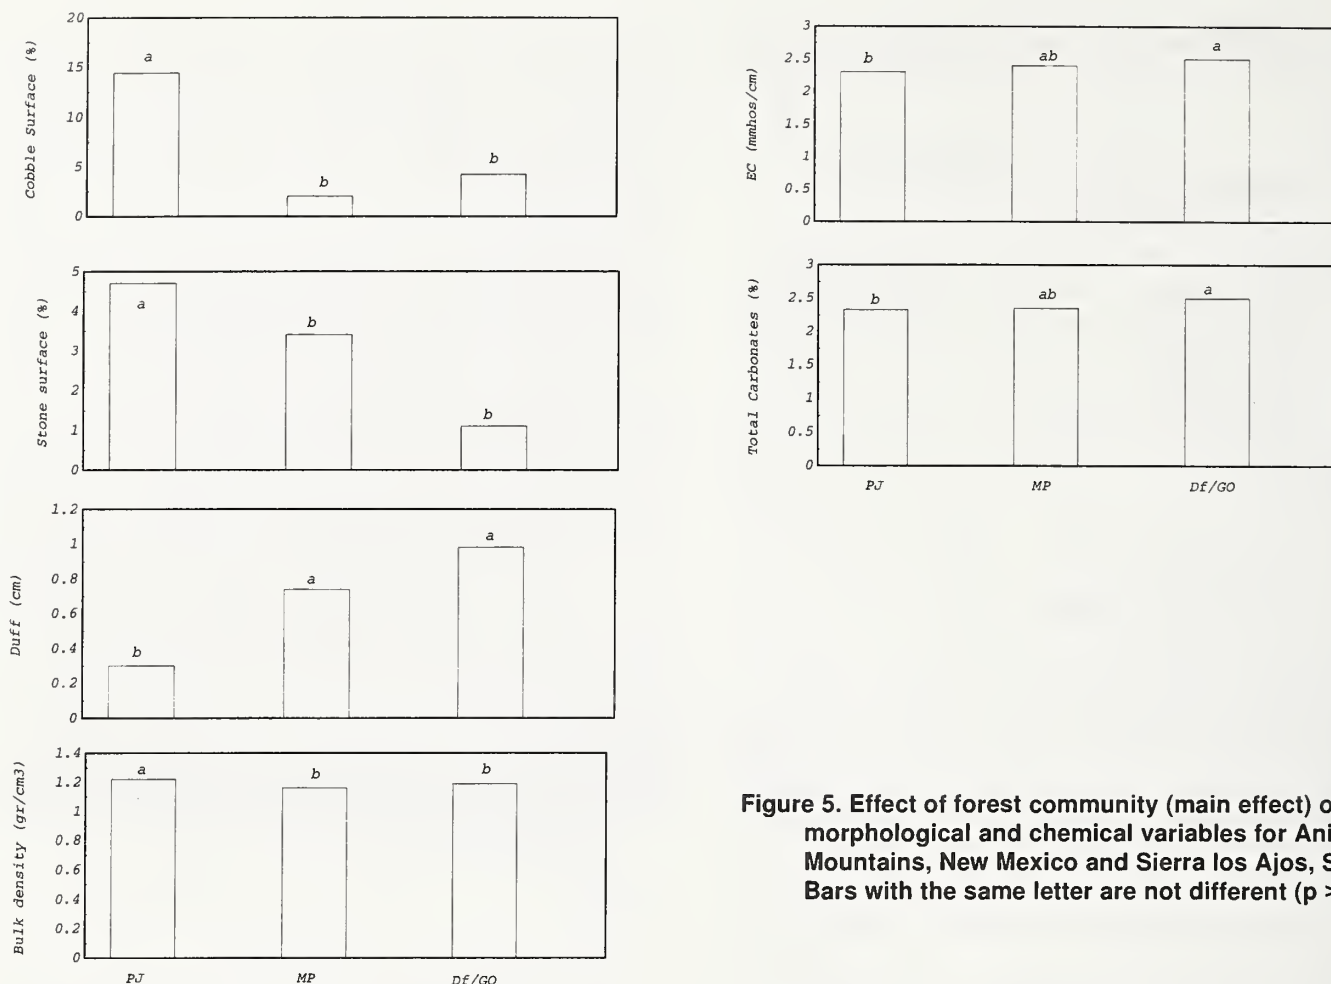 Cobble Surface (%)
20
15
10
5
0
a
b
b
Stone surface (%)
5
4
3
2
1
0
a
b
b
Duff (cm)
1.2
1
0.8
0.6
0.4
0.2
0
b
a
a
Bulk density (gr/cm3)
1.4
1.2
1
0.8
0.6
0.4
0.2
0
a
b
b
PJ MP Df/GO
EC (mmhos/cm)
3
2.5
2
1.5
1
0.5
0
b
ab
a
Total Carbonates (%)
3
2.5
2
1.5
1
0.5
0
b
ab
a
PJ MP Df/GO
Figure 5. Effect of forest community (main effect) o
morphological and chemical variables for Ani
Mountains, New Mexico and Sierra los Ajos, S
Bars with the same letter are not different (p >